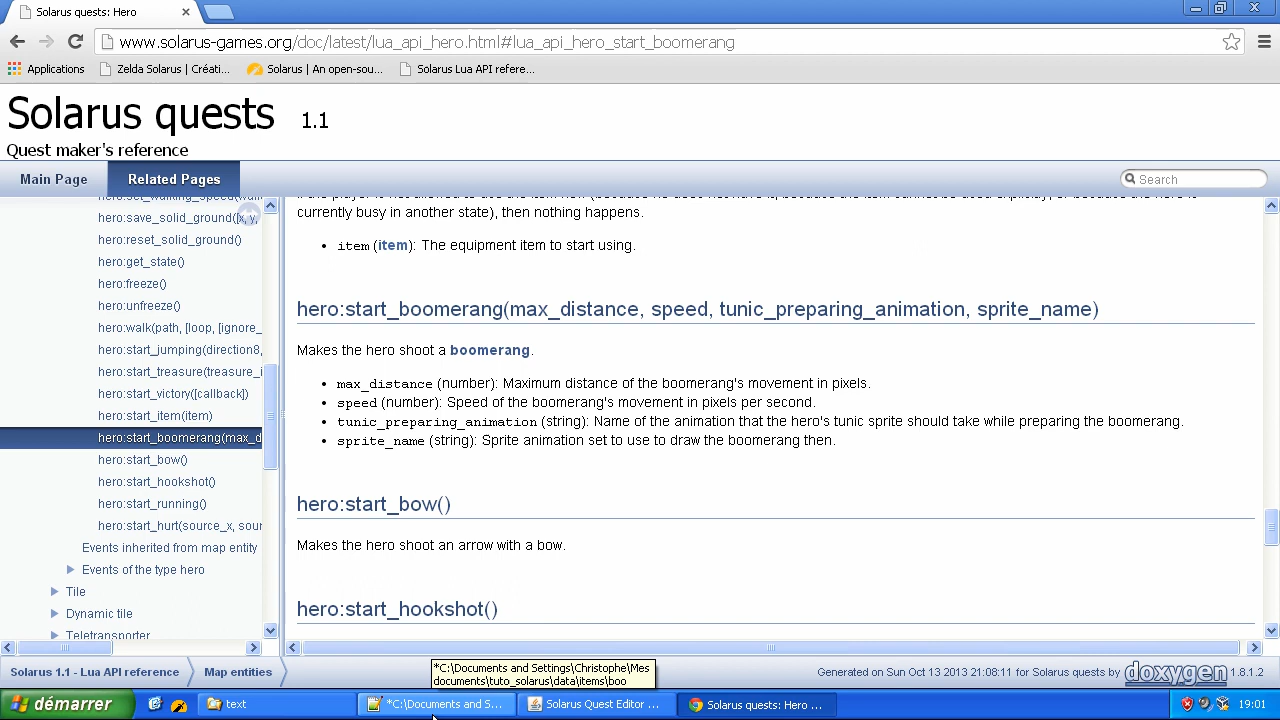 Solarus quests: Hero
www.solarus-games.org/doc/latest/lua_api_hero.html#lua_api_hero_start_boomerang
Applications Zelda Solarus | Créati... Solarus | An open-sou... Solarus Lua API refere...
Solarus quests 1.1
Quest maker's reference
Main Page Related Pages Search
hero:save_solid_ground([x,y,
hero:reset_solid_ground()
hero:get_state()
hero:freeze()
hero:unfreeze()
hero:walk(path, [loop, [ignore_
hero:start_jumping(direction8,
hero:start_treasure(treasure_i
hero:start_victory([callback])
hero:start_item(item)
hero:start_boomerang(max_d
hero:start_bow()
hero:start_hookshot()
hero:start_running()
hero:start_hurt(source_x, sour
Events inherited from map entity
Events of the type hero
Tile
Dynamic tile
Teletransporter
currently busy in another state), then nothing happens.
• item (item): The equipment item to start using.
hero:start_boomerang(max_distance, speed, tunic_preparing_animation, sprite_name)
Makes the hero shoot a boomerang.
• max_distance (number): Maximum distance of the boomerang's movement in pixels.
• speed (number): Speed of the boomerang's movement in pixels per second.
• tunic_preparing_animation (string): Name of the animation that the hero's tunic sprite should take while preparing the boomerang.
• sprite_name (string): Sprite animation set to use to draw the boomerang then.
hero:start_bow()
Makes the hero shoot an arrow with a bow.
hero:start_hookshot()
Solarus 1.1 - Lua API reference Map entities
Generated on Sun Oct 13 2013 21:08:11 for Solarus quests by doxygen 1.8.1.2
*C:\Documents and Settings\Christophe\Mes
documents\tuto_solarus\data\items\boo
démarrer text *C:\Documents and S... Solarus Quest Editor ... Solarus quests: Hero ... 19:01